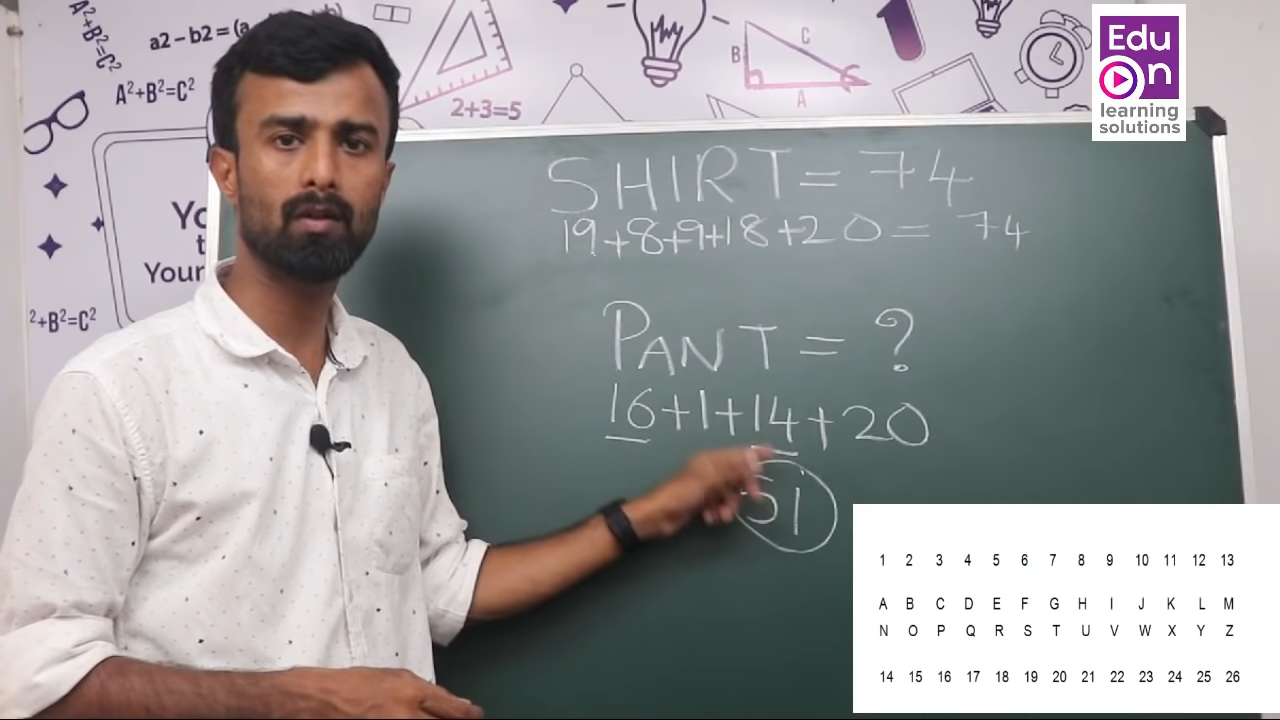 A²+B²=C²
a2 – b2 = (a
A²+B²=C²
2+3=5
B
C
A
Edu
n
learning
solutions
Yo
t
Your
²+B²=C²
SHIRT = 74
19+8+9+18+20 = 74
PANT = ?
16+1+14+20
51
1 2 3 4 5 6 7 8 9 10 11 12 13
A B C D E F G H I J K L M
N O P Q R S T U V W X Y Z
14 15 16 17 18 19 20 21 22 23 24 25 26